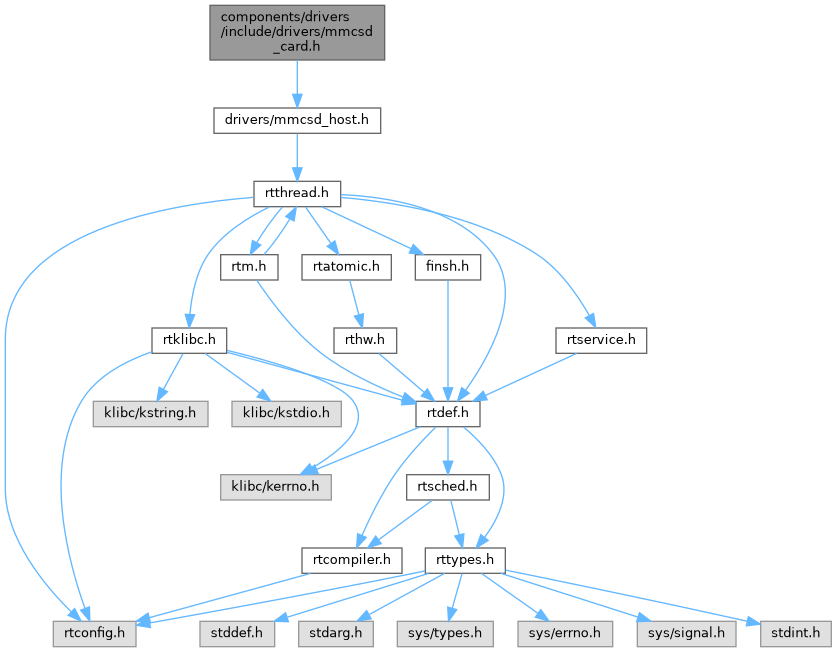 components/drivers
/include/drivers/mmcsd
_card.h
drivers/mmcsd_host.h
rtthread.h
rtm.h
rtatomic.h
finsh.h
rtklibc.h
rthw.h
rtservice.h
klibc/kstring.h
klibc/kstdio.h
rtdef.h
klibc/kerrno.h
rtsched.h
rtcompiler.h
rttypes.h
rtconfig.h
stddef.h
stdarg.h
sys/types.h
sys/errno.h
sys/signal.h
stdint.h